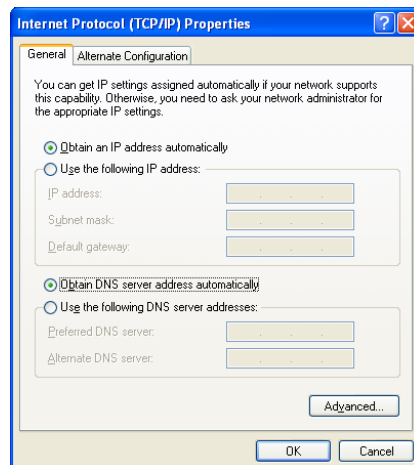 Internet Protocol (TCP/IP) Properties
General
Alternate Configuration
You can get IP settings assigned automatically if your network supports
this capability. Otherwise, you need to ask your network administrator for
the appropriate IP settings.
Obtain an IP address automatically
Use the following IP address:
IP address:
Subnet mask:
Default gateway:
Obtain DNS server address automatically
Use the following DNS server addresses:
Preferred DNS server:
Alternate DNS server:
Advanced...
OK
Cancel